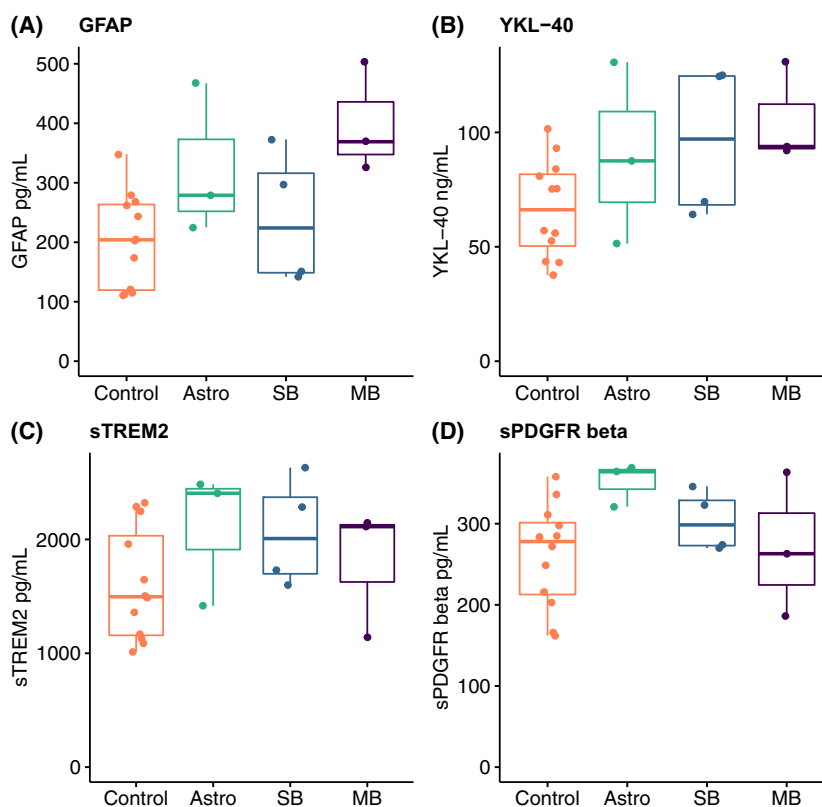 (A) GFAP
GFAP pg/mL
500
400
300
200
100
0
Control Astro SB MB
(B) YKL−40
YKL−40 ng/mL
100
50
0
Control Astro SB MB
(C) sTREM2
sTREM2 pg/mL
2000
1000
0
Control Astro SB MB
(D) sPDGFR beta
sPDGFR beta pg/mL
300
200
100
0
Control Astro SB MB